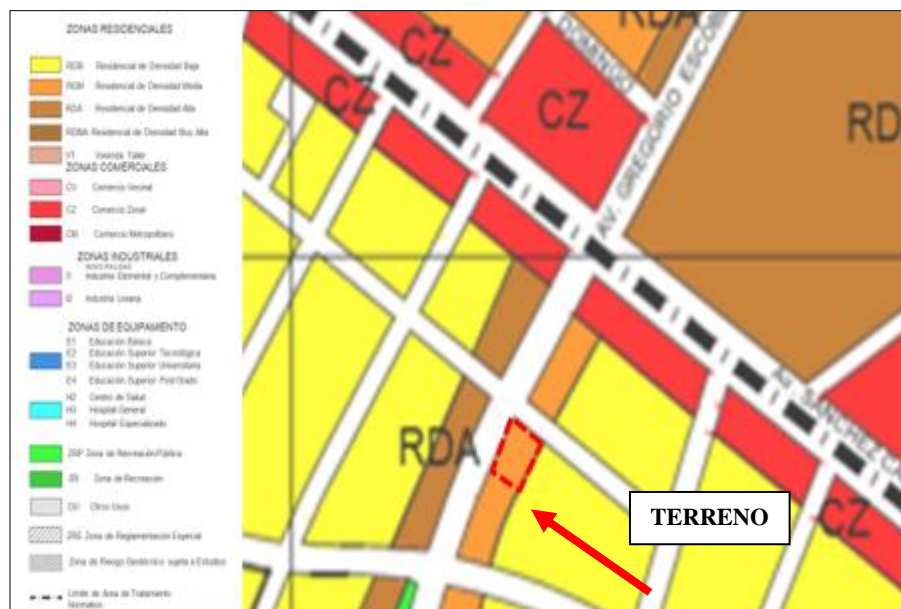 ZONAS RESIDENCIALES
RDB Residencial de Densidad Baja
RDM Residencial de Densidad Media
RDA Residencial de Densidad Alta
RDMA Residencial de Densidad Muy Alta
VT Vivienda Taller
ZONAS COMERCIALES
CV Comercio Vecinal
CZ Comercio Zonal
CM Comercio Metropolitano
ZONAS INDUSTRIALES
Industria Elemental y Complementaria
I2 Industria Liviana
ZONAS DE EQUIPAMIENTO
E1 Educación Básica
E2 Educación Superior Tecnológica
E3 Educación Superior Universitaria
E4 Educación Superior Post Grado
H2 Centro de Salud
H3 Hospital General
H4 Hospital Especializado
ZRP Zona de Recreación Pública
ZR Zona de Recreación
OU Otros Usos
ZRE Zona de Reglamentación Especial
Zona de Riesgo Geotécnico sujeta a Estudios
Límite de Area de Tratamiento
Normativo
CZ
CZ
CZ
DOMINGO
RDA
AV. GREGORIO ESCOB
RD
AV. SANCHEZ CA
RDA
CZ
TERRENO